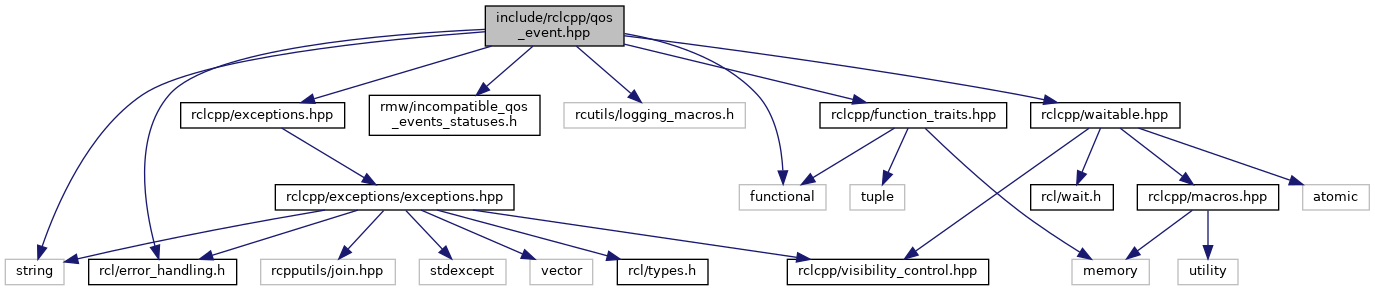 include/rclcpp/qos
_event.hpp
rclcpp/exceptions.hpp
rmw/incompatible_qos
_events_statuses.h
rcutils/logging_macros.h
rclcpp/function_traits.hpp
rclcpp/waitable.hpp
rclcpp/exceptions/exceptions.hpp
functional
tuple
rcl/wait.h
rclcpp/macros.hpp
atomic
string
rcl/error_handling.h
rcpputils/join.hpp
stdexcept
vector
rcl/types.h
rclcpp/visibility_control.hpp
memory
utility